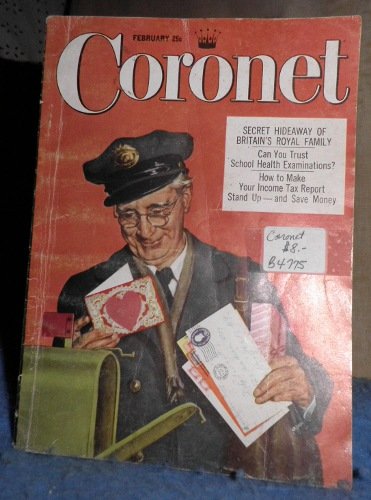 FEBRUARY 25c
Coronet
SECRET HIDEAWAY OF
BRITAIN'S ROYAL FAMILY
Can You Trust
School Health Examinations?
How to Make
Your Income Tax Report
Stand Up—and Save Money
Coronet
$8.-
B4775